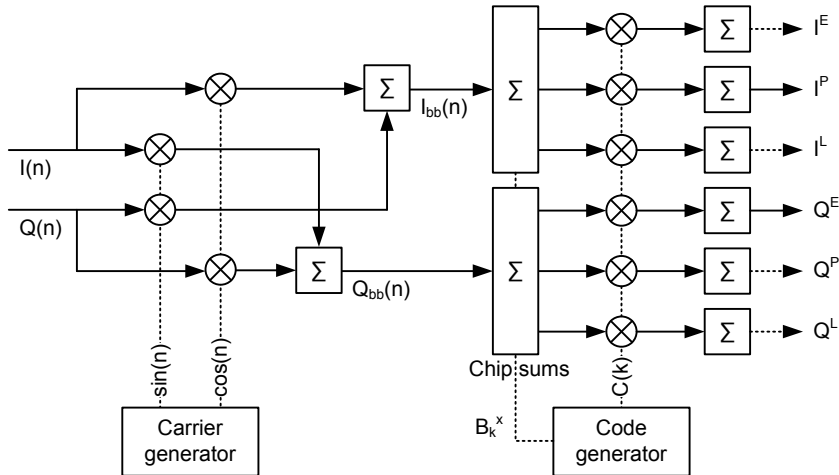 Σ
I^E
Σ
Σ
Σ
I^P
I_bb(n)
Σ
I^L
I(n)
Σ
Q^E
Q(n)
Σ
Σ
Σ
Q^P
Q_bb(n)
Σ
Q^L
sin(n)
cos(n)
Chip sums
C(k)
B_k^x
Carrier
generator
Code
generator